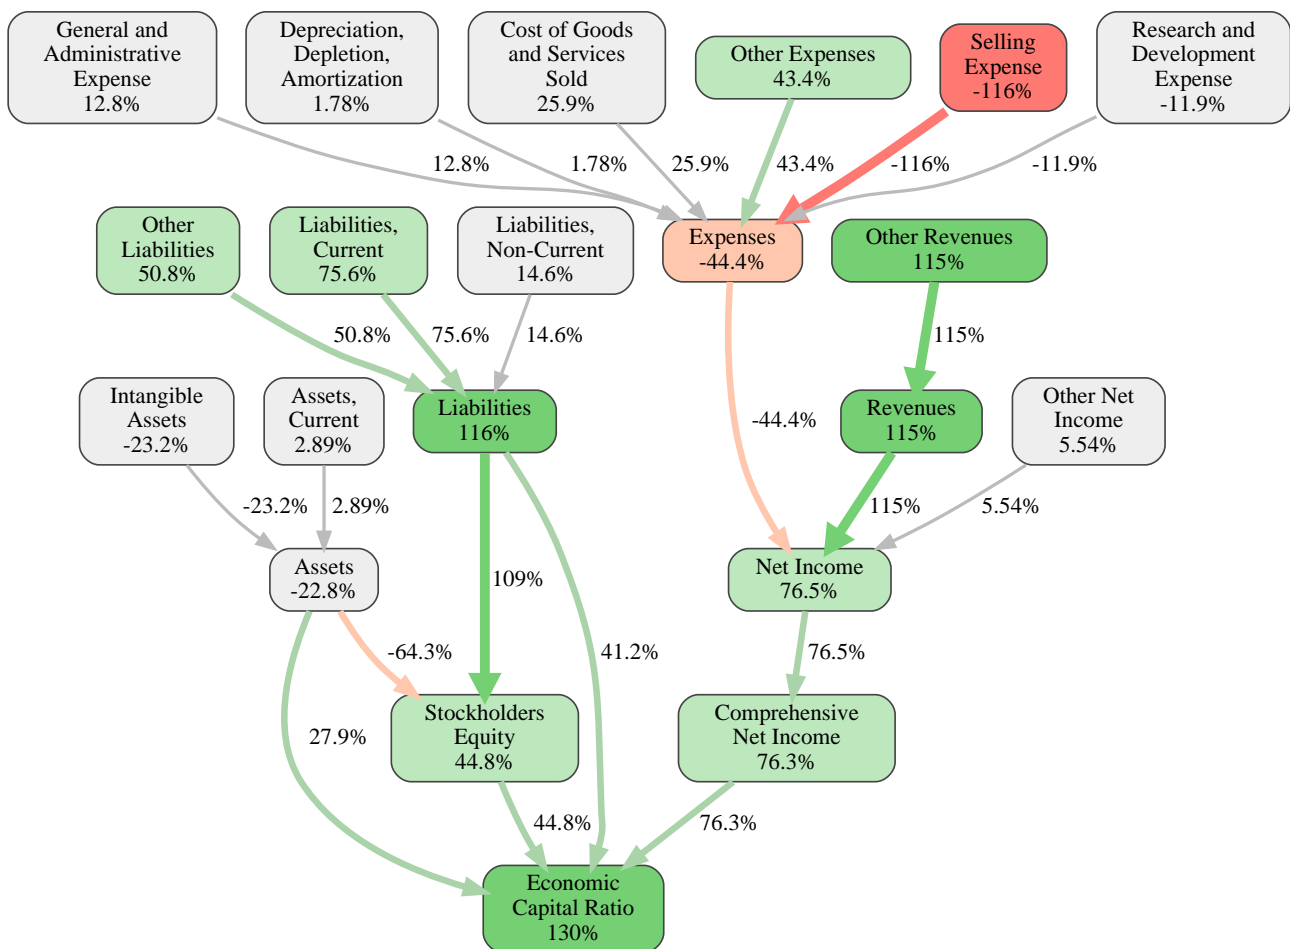 General and
Administrative
Expense
12.8%
Depreciation,
Depletion,
Amortization
1.78%
Cost of Goods
and Services
Sold
25.9%
Other Expenses
43.4%
Selling
Expense
-116%
Research and
Development
Expense
-11.9%
12.8%
1.78%
25.9%
43.4%
-116%
-11.9%
Other
Liabilities
50.8%
Liabilities,
Current
75.6%
Liabilities,
Non-Current
14.6%
Expenses
-44.4%
Other Revenues
115%
50.8%
75.6%
14.6%
115%
Intangible
Assets
-23.2%
Assets,
Current
2.89%
Liabilities
116%
-44.4%
Revenues
115%
Other Net
Income
5.54%
-23.2%
2.89%
115%
5.54%
Assets
-22.8%
109%
Net Income
76.5%
-64.3%
41.2%
76.5%
27.9%
Stockholders
Equity
44.8%
Comprehensive
Net Income
76.3%
44.8%
76.3%
Economic
Capital Ratio
130%